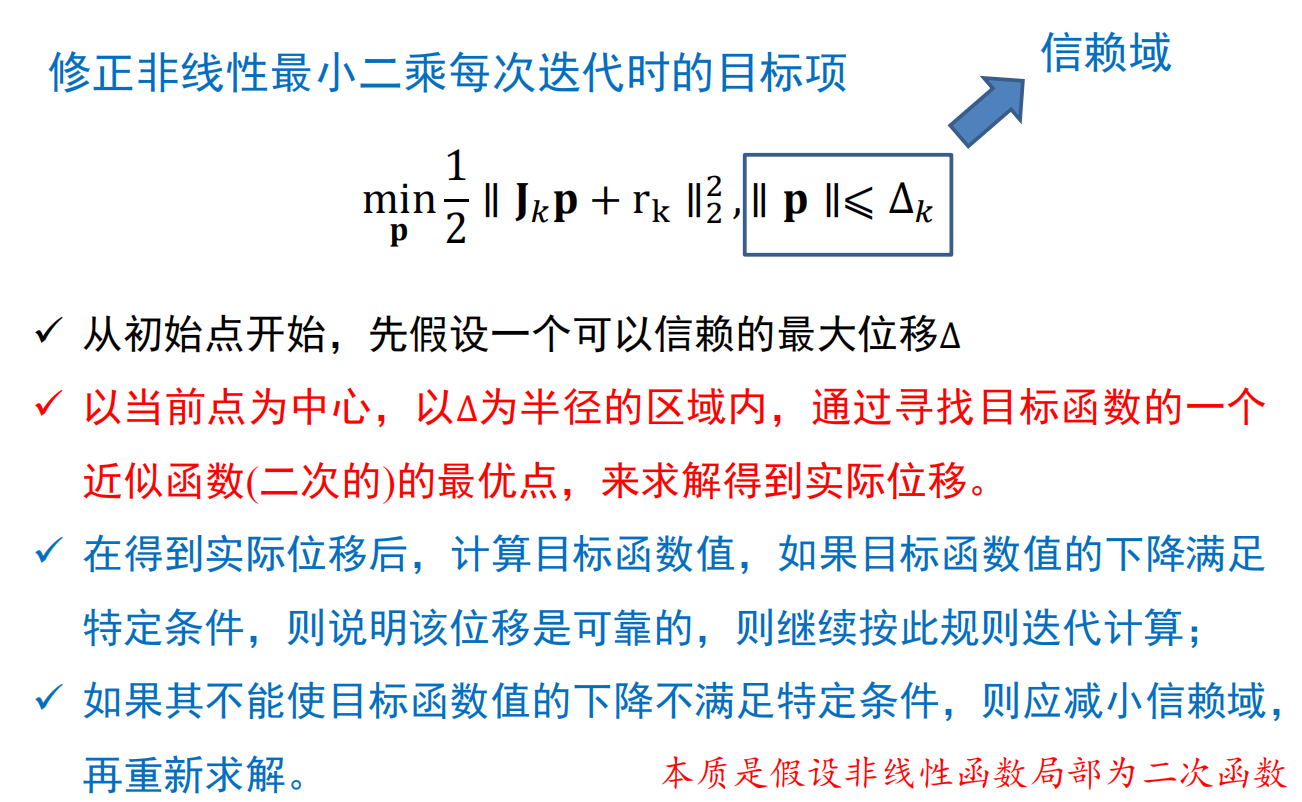 修正非线性最小二乘每次迭代时的目标项
信赖域
min_p 1/2 ‖ J_k p + r_k ‖_2^2 , ‖ p ‖⩽ Δ_k
✓ 从初始点开始，先假设一个可以信赖的最大位移Δ
✓ 以当前点为中心，以Δ为半径的区域内，通过寻找目标函数的一个
近似函数(二次的)的最优点，来求解得到实际位移。
✓ 在得到实际位移后，计算目标函数值，如果目标函数值的下降满足
特定条件，则说明该位移是可靠的，则继续按此规则迭代计算；
✓ 如果其不能使目标函数值的下降不满足特定条件，则应减小信赖域，
再重新求解。
本质是假设非线性函数局部为二次函数